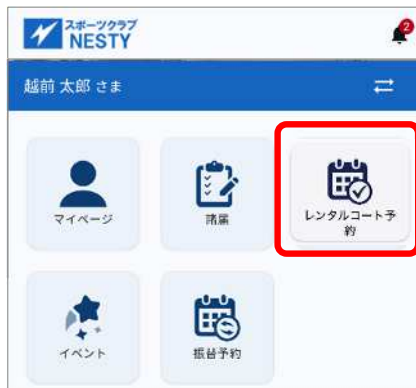 スポーツクラブ
NESTY
2
越前 太郎 さま
マイページ
諸届
レンタルコート予
約
イベント
振替予約